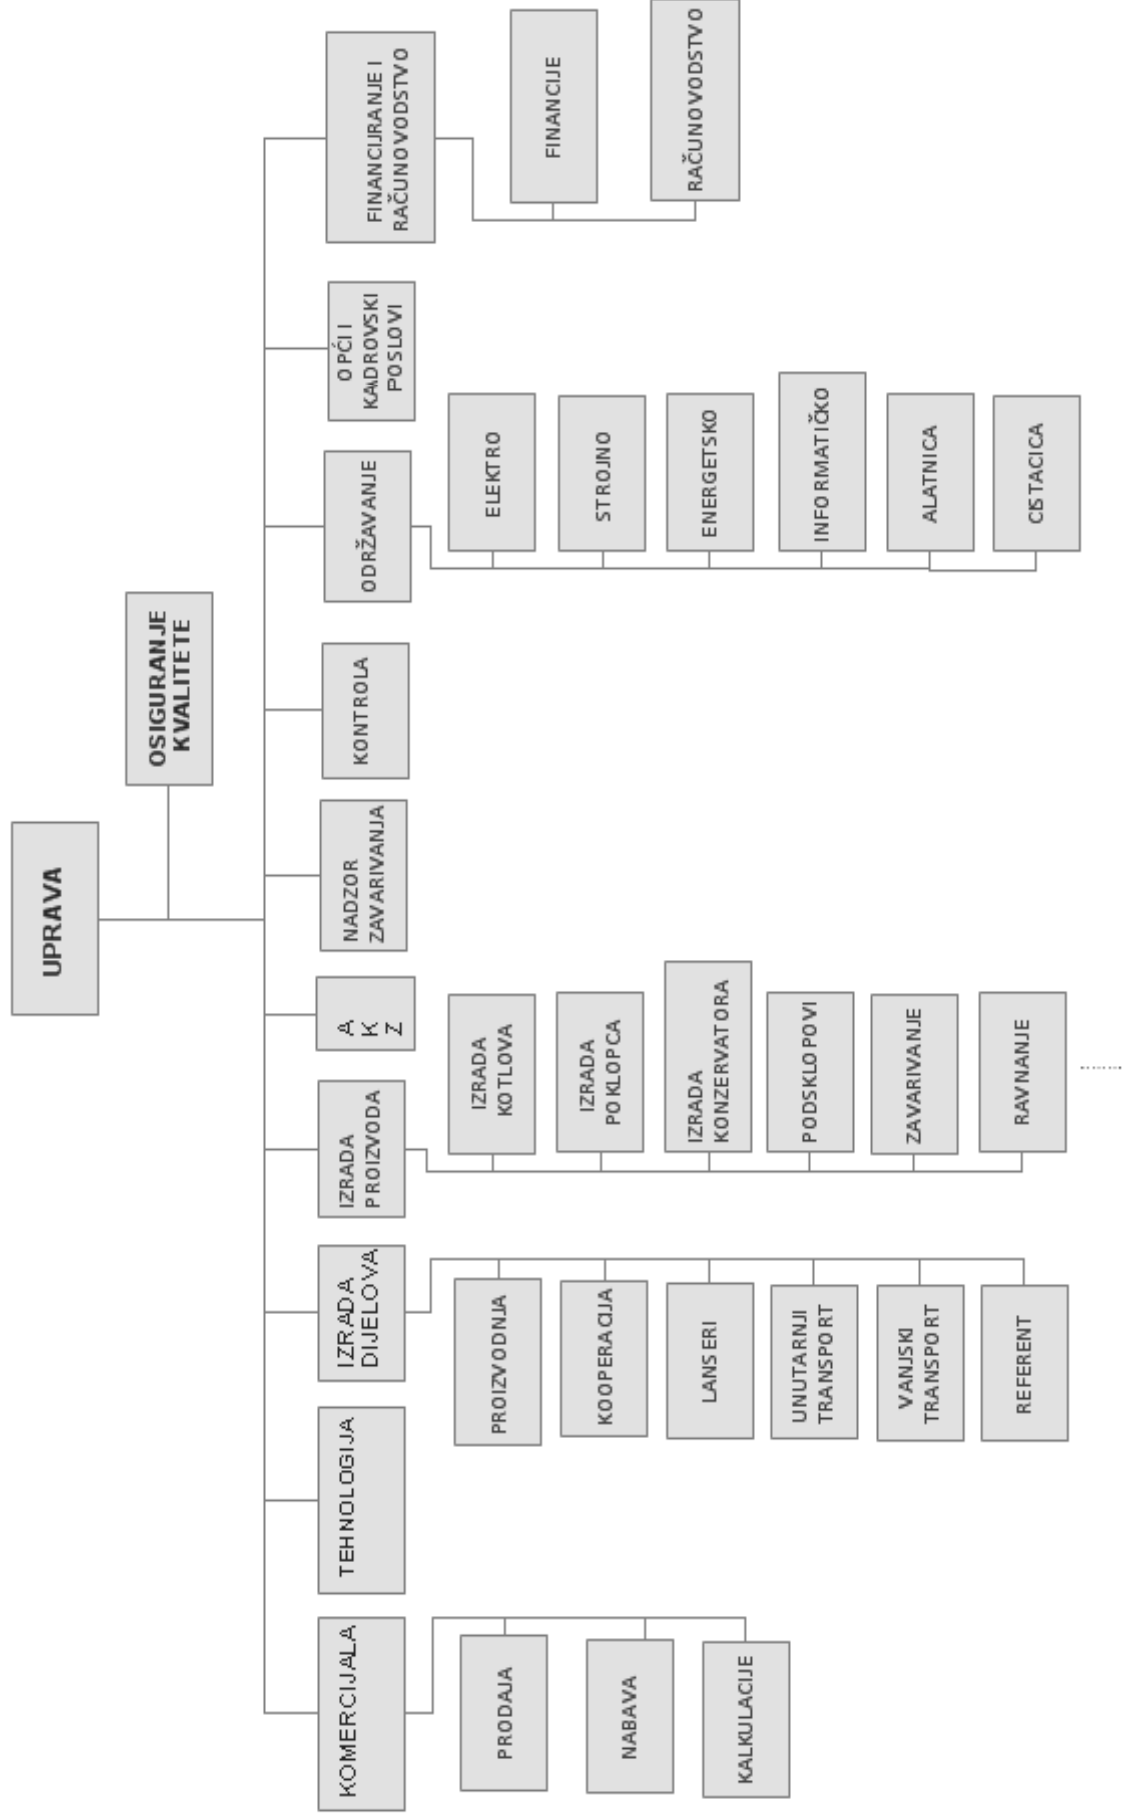 UPRAVA
OSIGURANJE
KVALITETE
KOMERCIJALA
TEHNOLOGIJA
IZRADA
DIJELOVA
IZRADA
PROIZVODA
A
K
Z
NADZOR
ZAVARIVANJA
KONTROLA
ODRŽAVANJE
OPĆI I
KADROVSKI
POSLOVI
FINANCIJRANJE I
RAČUNOVODSTVO
PRODAJA
NABAVA
KALKULACIJE
PROIZVODNJA
KOOPERACIJA
LANSERI
UNUTARNJI
TRANSPORT
VANJSKI
TRANSPORT
REFERENT
IZRADA
KOTLOVA
IZRADA
POKLOPCA
IZRADA
KONZERVATORA
PODSKLOPOVI
ZAVARIVANJE
RAVNANJE
ELEKTRO
STROJNO
ENERGETSKO
INFORMATIČKO
ALATNICA
CISTACICA
FINANCIJE
RAČUNOVODSTVO